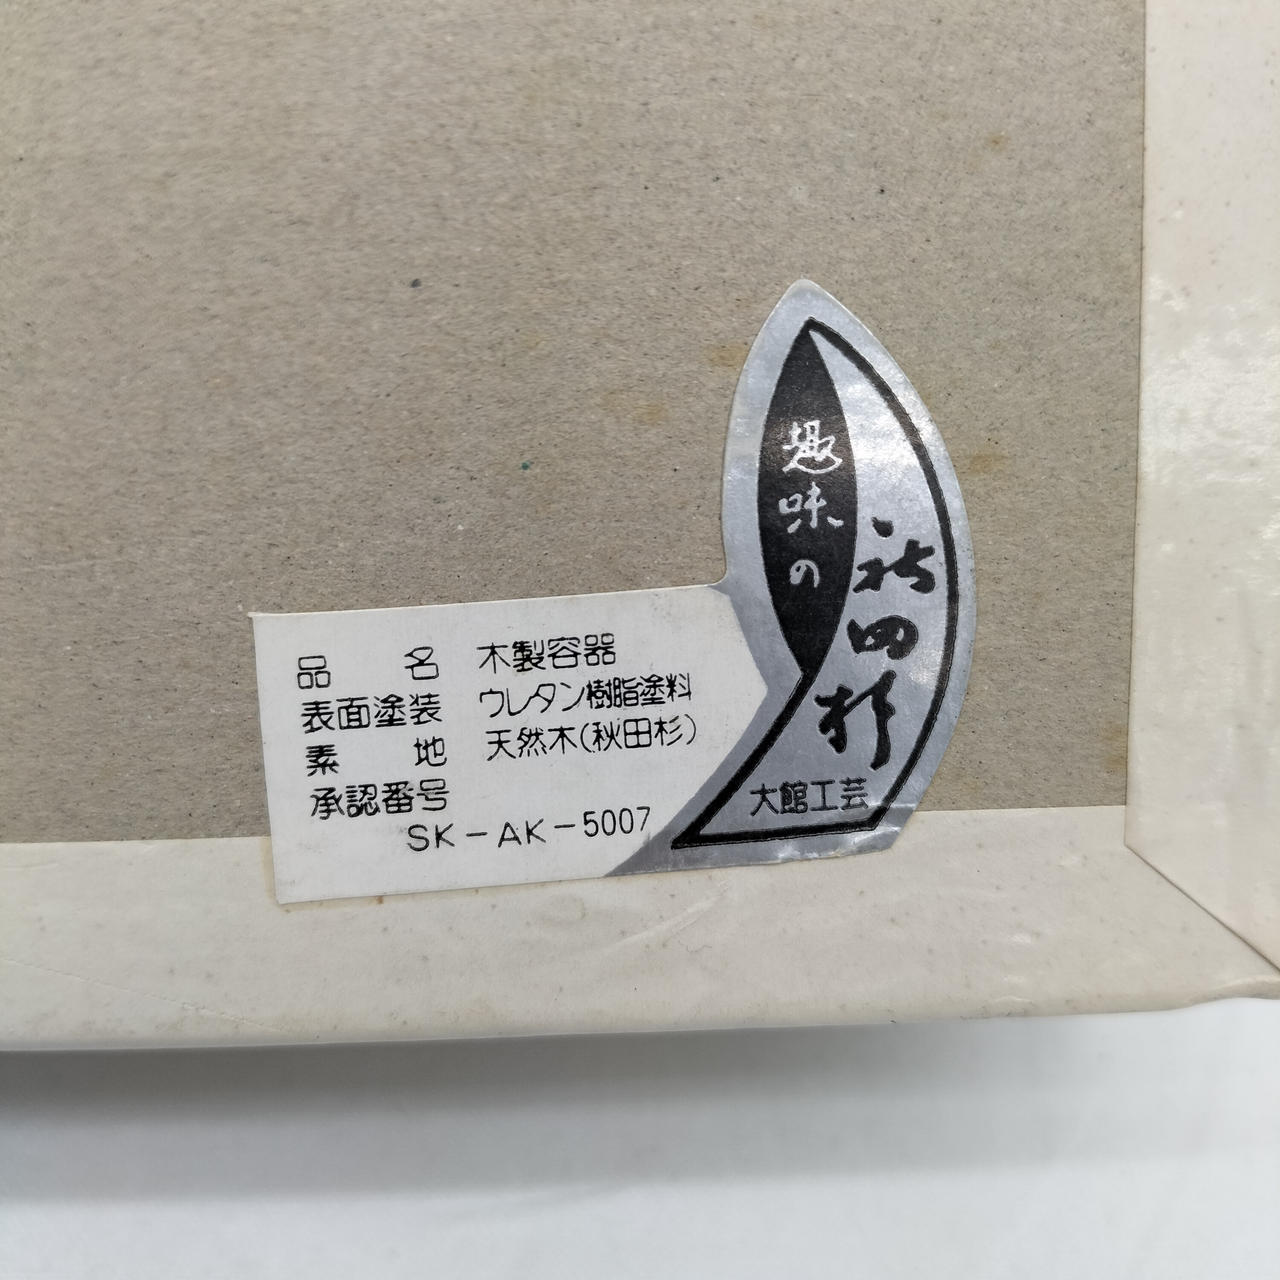 品　名　木製容器
表面塗装　ウレタン樹脂塗料
素　地　天然木(秋田杉)
承認番号
SK-AK-5007
趣味の
秋田杉
大館工芸